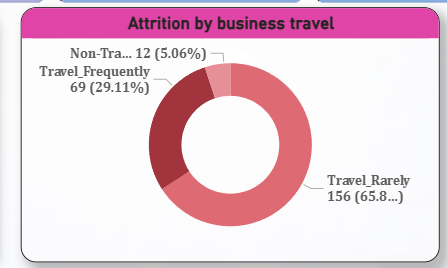 Attrition by business travel
Non-Tra... 12 (5.06%)
Travel_Frequently
69 (29.11%)
Travel_Rarely
156 (65.8...)